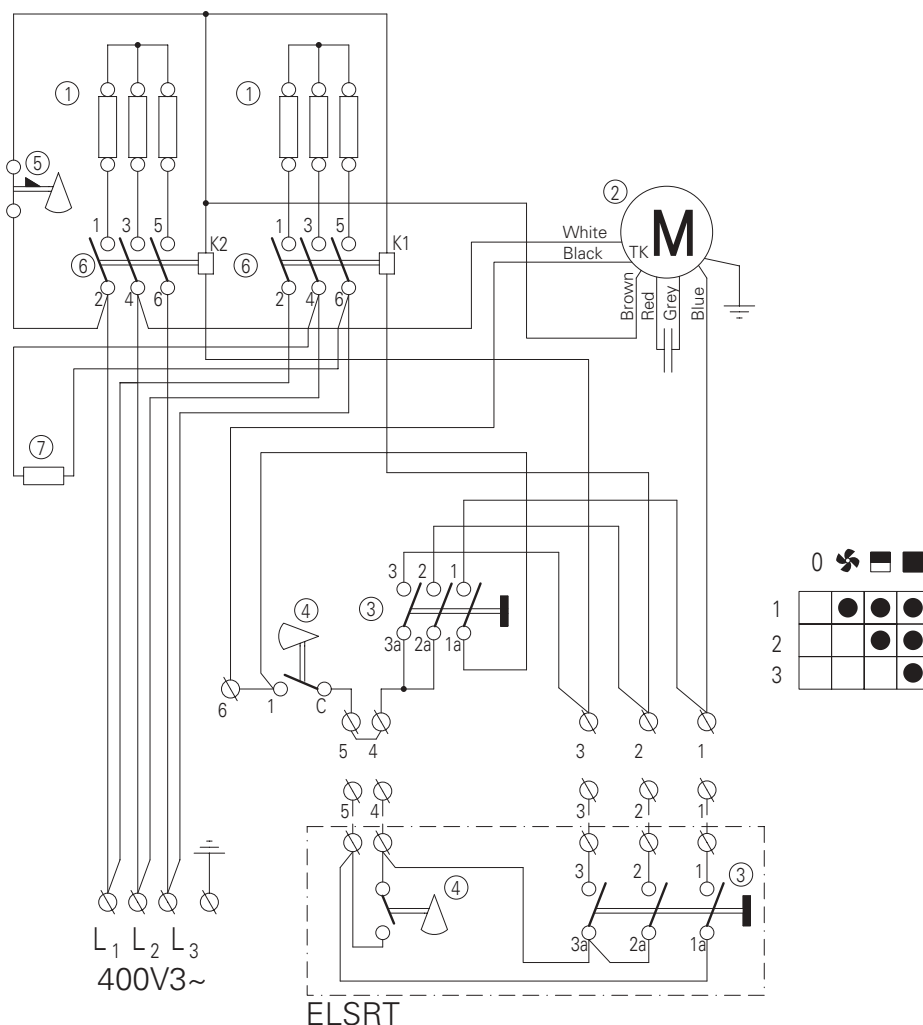 1 1
5
2
1 3 5 K2 1 3 5 K1
White
Black TK M
6 6
2 4 6 2 4 6
Brown Red Grey Blue
7
0
3 2 1
4 3
1
2
3
3a 2a 1a
6 1 C
5 4 3 2 1
5 4 3 2 1
3 2 1 3
4
3a 2a 1a
L1 L2 L3
400V3~
ELSRT